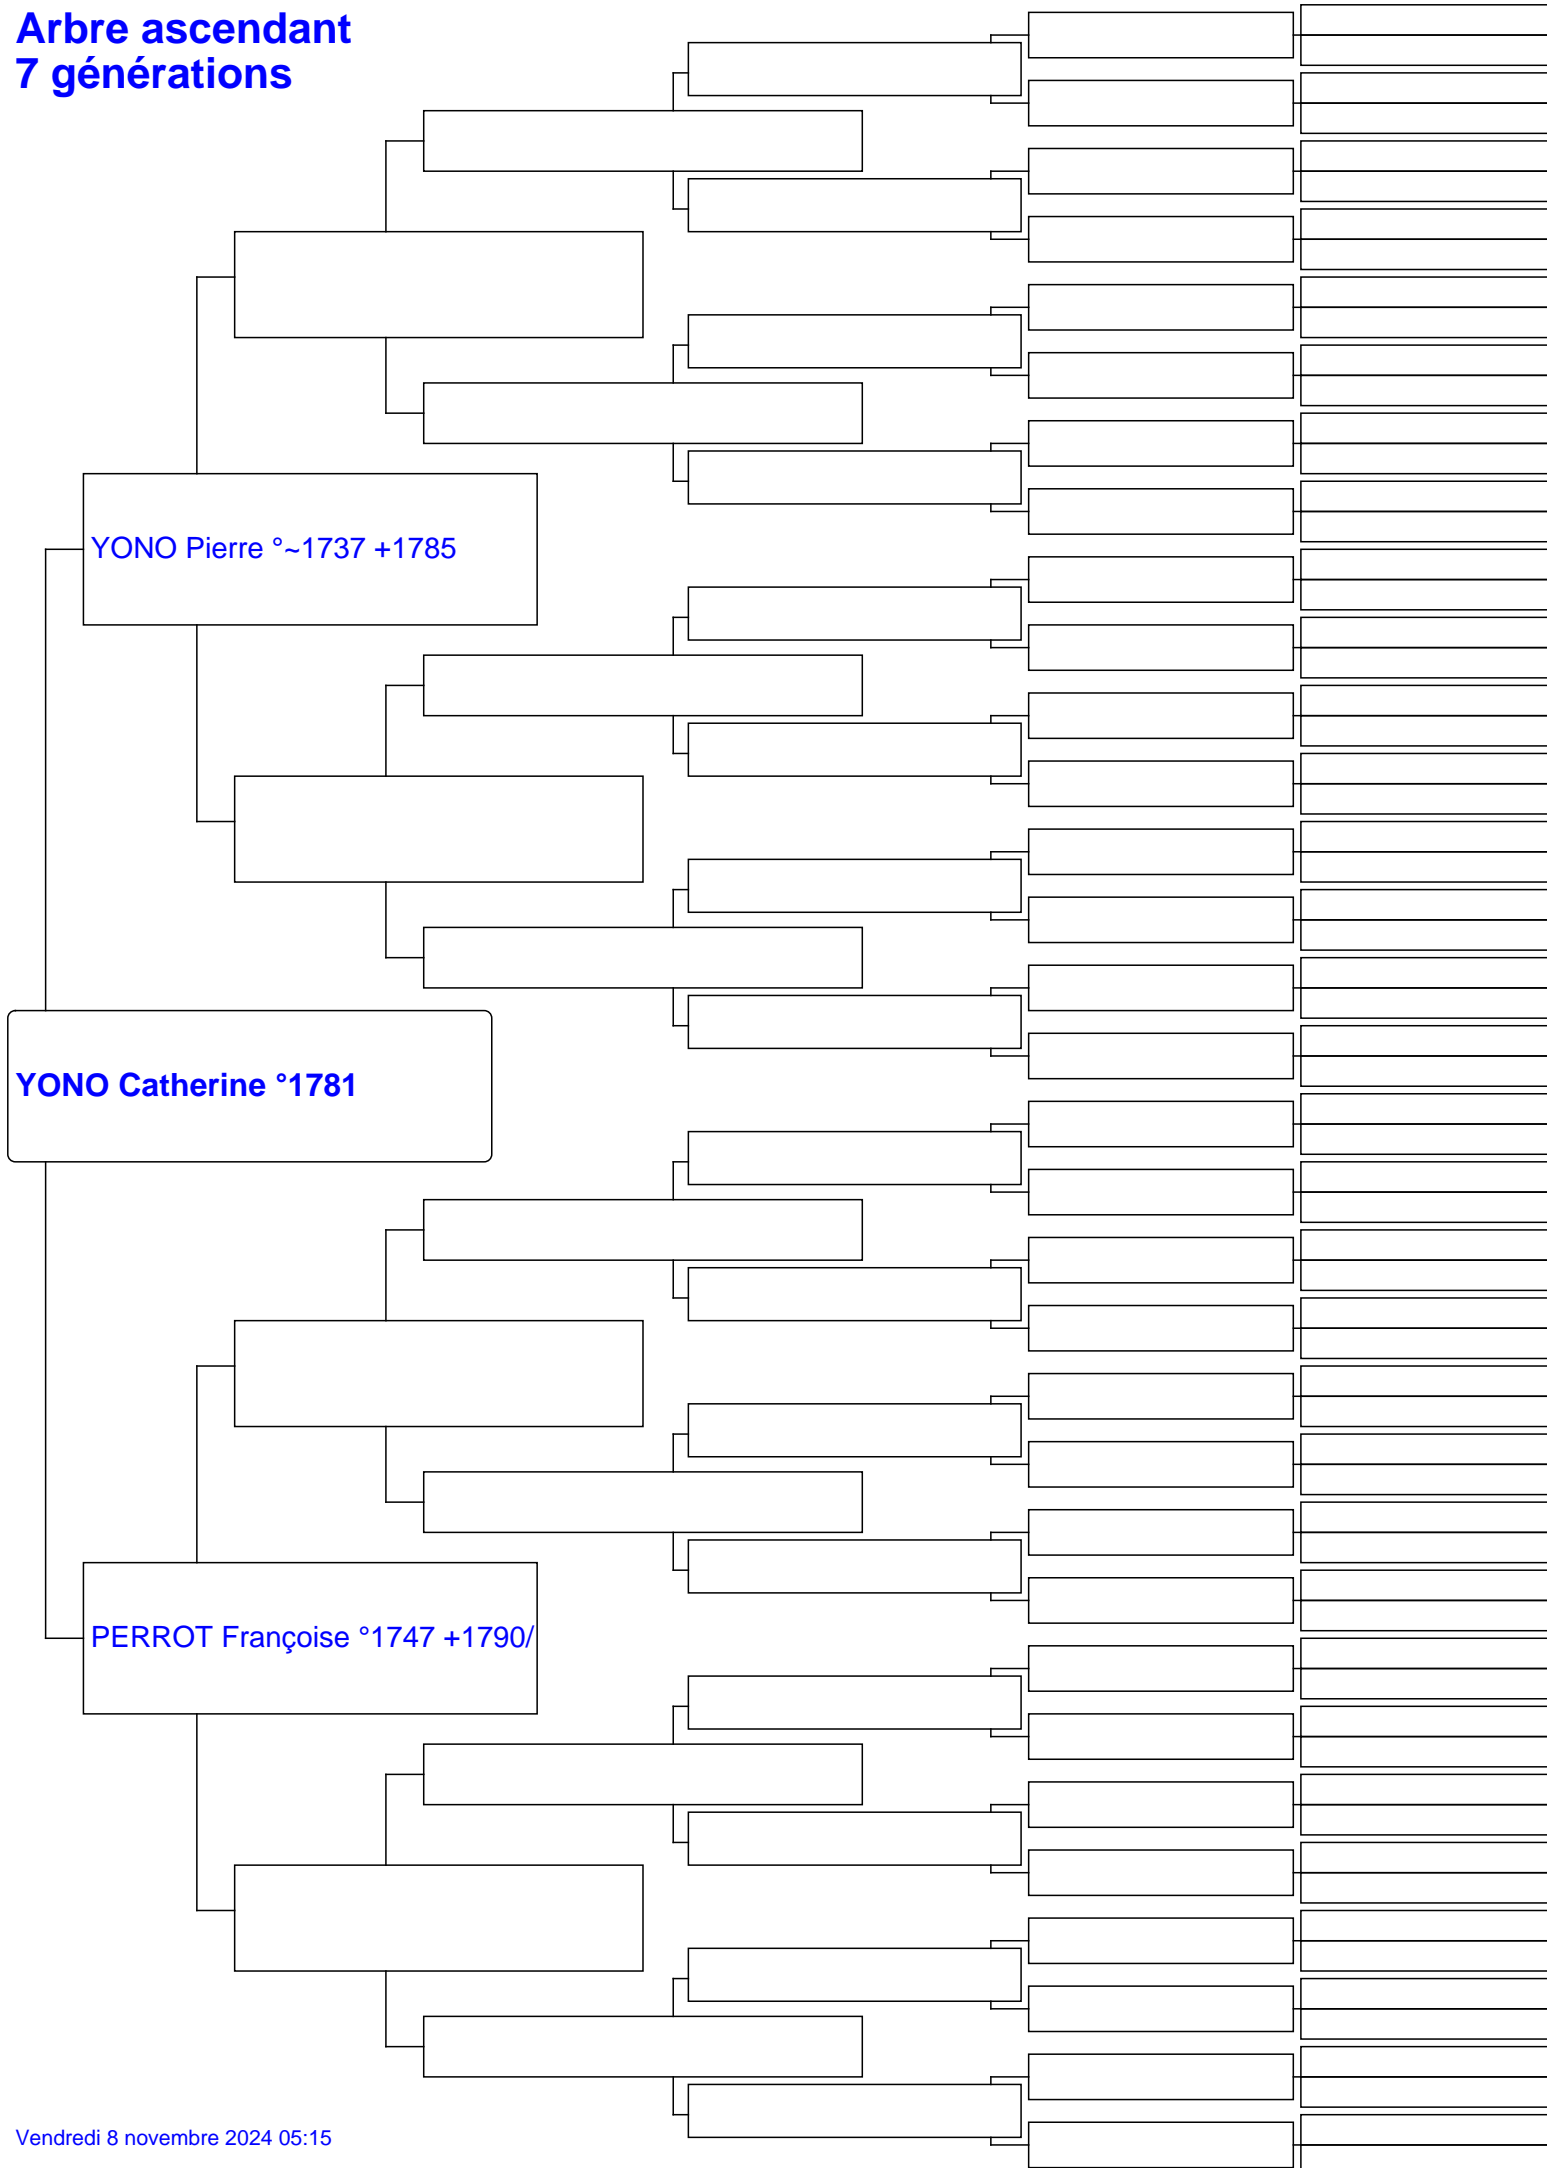 Arbre ascendant
7 générations
YONO Pierre °~1737 +1785
YONO Catherine °1781
PERROT Françoise °1747 +1790/
Vendredi 8 novembre 2024 05:15